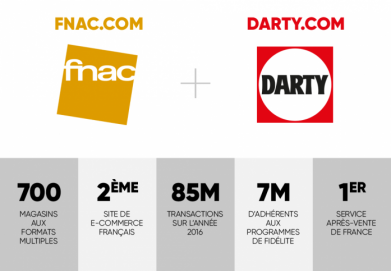 FNAC.COM
DARTY.COM
fnac
DARTY
700
MAGASINS
AUX
FORMATS
MULTIPLES
2ÈME
SITE DE
E-COMMERCE
FRANÇAIS
85M
TRANSACTIONS
SUR L'ANNÉE
2016
7M
D'ADHÉRENTS
AUX
PROGRAMMES
DE FIDÉLITE
1ER
SERVICE
APRÈS-VENTE
DE FRANCE